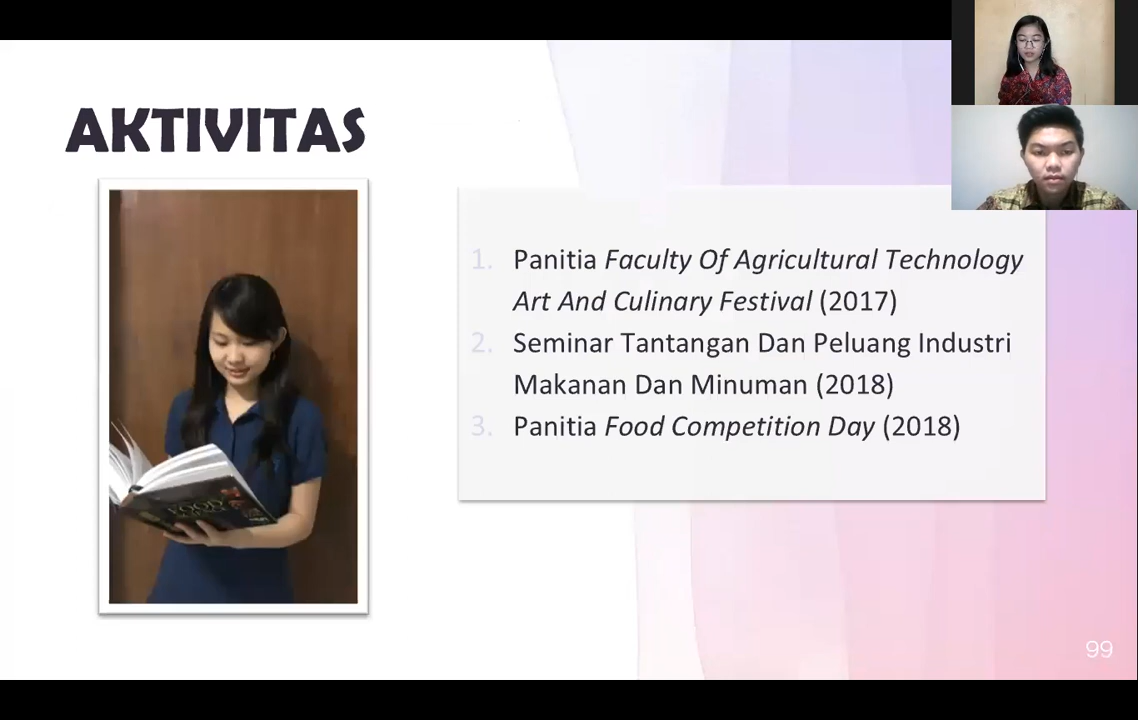 AKTIVITAS
1. Panitia Faculty Of Agricultural Technology
Art And Culinary Festival (2017)
2. Seminar Tantangan Dan Peluang Industri
Makanan Dan Minuman (2018)
3. Panitia Food Competition Day (2018)
FOOD
99